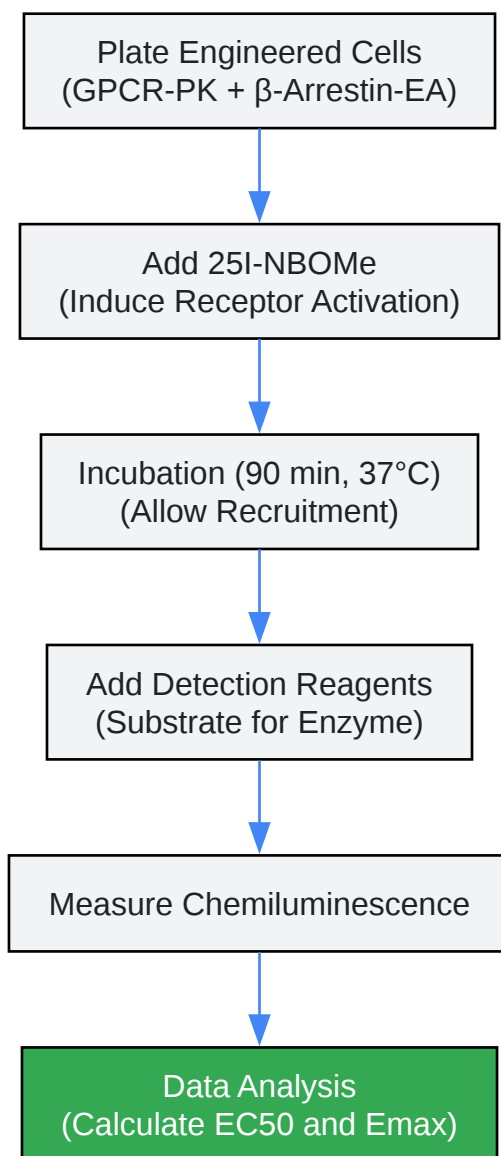 Plate Engineered Cells
(GPCR-PK + β-Arrestin-EA)
Add 25I-NBOMe
(Induce Receptor Activation)
Incubation (90 min, 37°C)
(Allow Recruitment)
Add Detection Reagents
(Substrate for Enzyme)
Measure Chemiluminescence
Data Analysis
(Calculate EC50 and Emax)